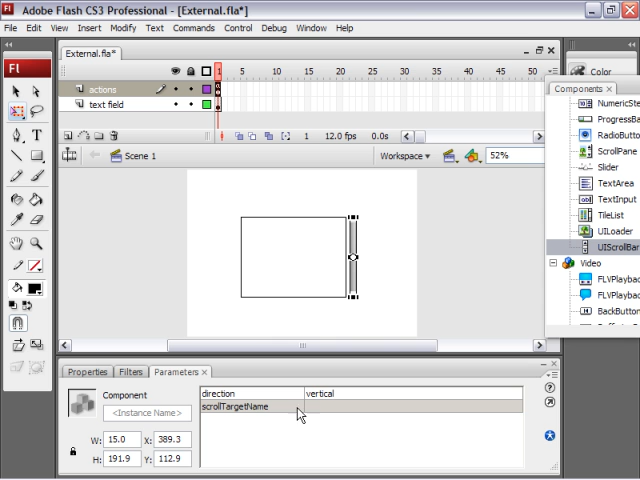 Adobe Flash CS3 Professional - [External.fla*]
File Edit View Insert Modify Text Commands Control Debug Window Help
Fl
External.fla*
1 5 10 15 20 25 30 35 40 45 50
actions
text field
1 12.0 fps 0.0s
Scene 1
Workspace
52%
Color
Components ×
NumericSte
ProgressBa
RadioButto
ScrollPane
Slider
TextArea
TextInput
TileList
UILoader
UIScrollBar
Video
FLVPlayba
FLVPlaybac
BackButton
Properties Filters Parameters ×
Component
<Instance Name>
W: 15.0 X: 389.3
H: 191.9 Y: 112.9
direction vertical
scrollTargetName